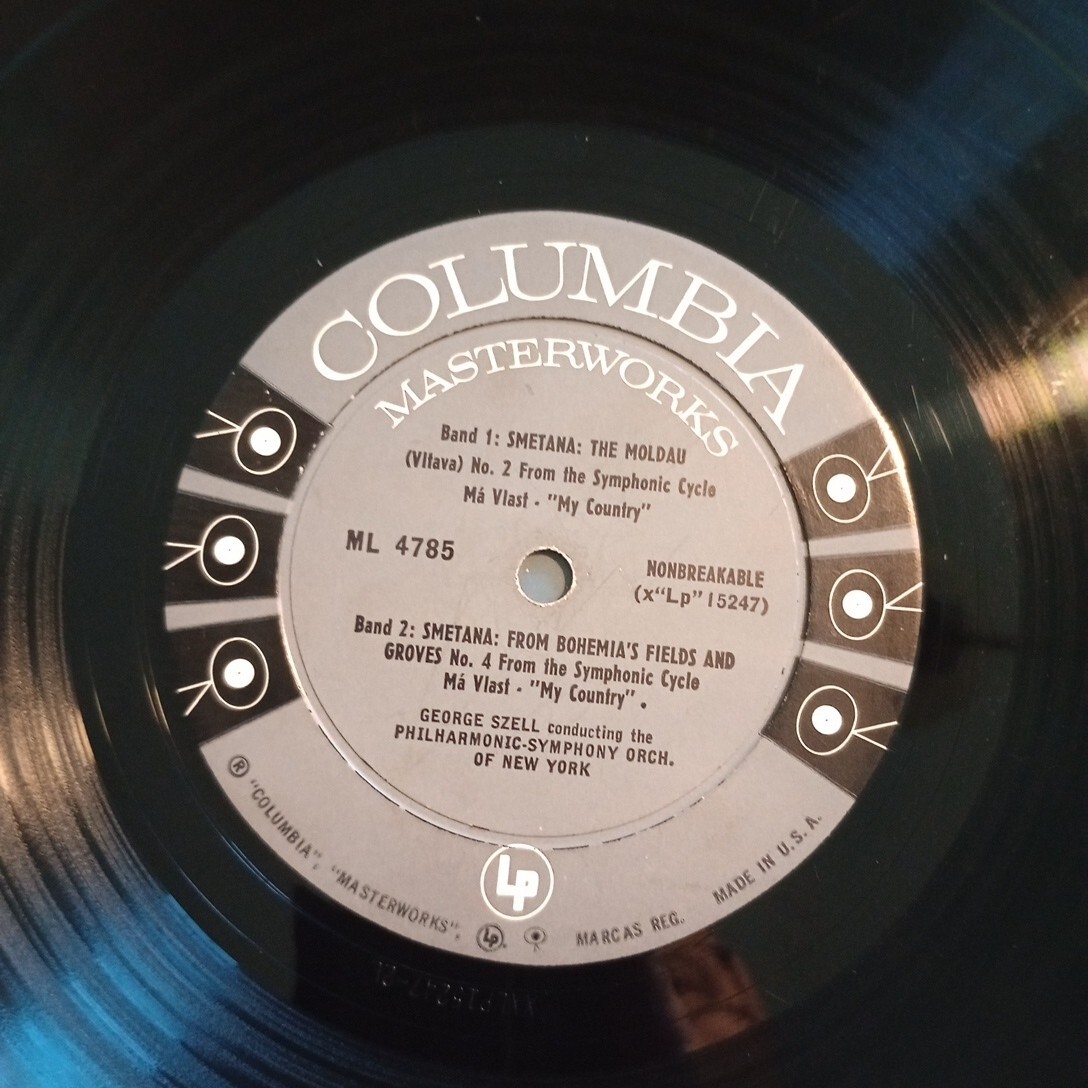 COLUMBIA
MASTERWORKS
Band 1: SMETANA: THE MOLDAU
(Vltava) No. 2 From the Symphonic Cycle
Má Vlast - "My Country"
ML 4785
NONBREAKABLE
(x"Lp" 15247)
Band 2: SMETANA: FROM BOHEMIA'S FIELDS AND
GROVES No. 4 From the Symphonic Cycle
Má Vlast - "My Country".
GEORGE SZELL conducting the
PHILHARMONIC-SYMPHONY ORCH.
OF NEW YORK
Lp
® "COLUMBIA", "MASTERWORKS", Lp. MARCAS REG. MADE IN U.S.A.